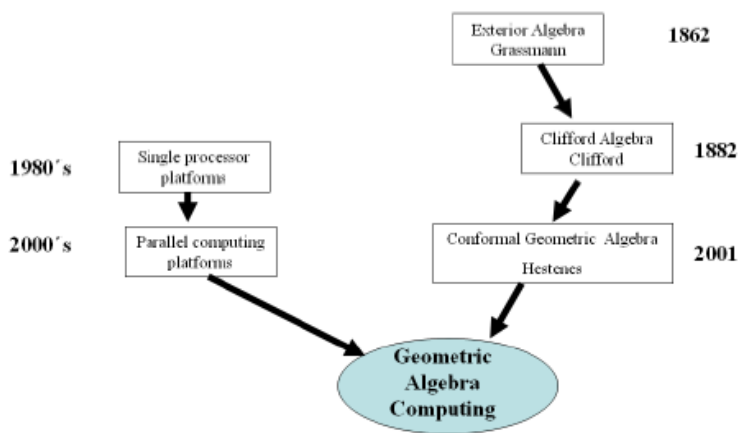 Exterior Algebra
Grassmann
1862
Clifford Algebra
Clifford
1882
1980´s
Single processor
platforms
2000´s
Parallel computing
platforms
Conformal Geometric Algebra
Hestenes
2001
Geometric
Algebra
Computing